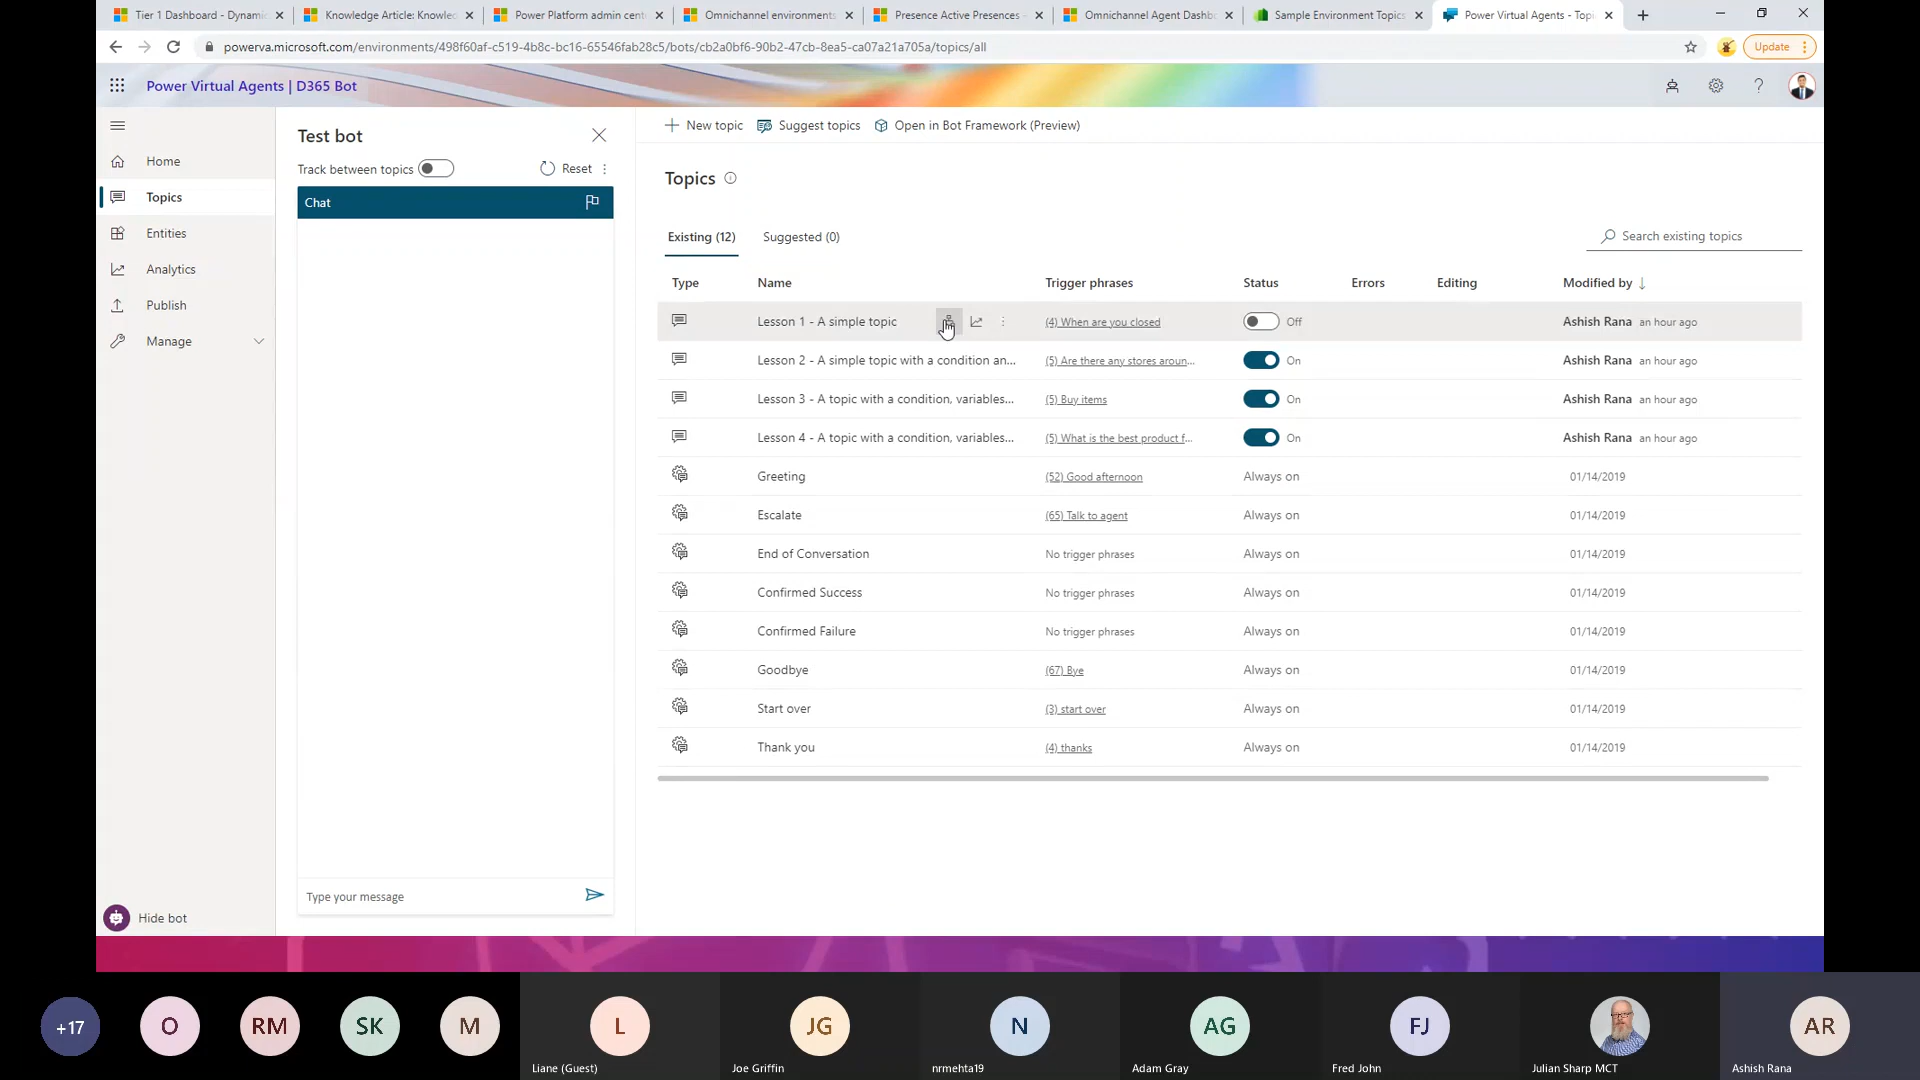 Tier 1 Dashboard - Dynami
Knowledge Article: Knowle
Power Platform admin cent
Omnichannel environments
Presence Active Presences -
Omnichannel Agent Dashb
Sample Environment Topics
Power Virtual Agents - Topi
powerva.microsoft.com/environments/498f60af-c519-4b8c-bc16-65546fab28c5/bots/cb2a0bf6-90b2-47cb-8ea5-ca07a21a705a/topics/all
Update
Power Virtual Agents | D365 Bot
Home
Topics
Entities
Analytics
Publish
Manage
Hide bot
Test bot
Track between topics
Reset
Chat
Type your message
New topic
Suggest topics
Open in Bot Framework (Preview)
Topics
Existing (12)
Suggested (0)
Search existing topics
Type Name Trigger phrases Status Errors Editing Modified by
Lesson 1 - A simple topic (4) When are you closed Off Ashish Rana an hour ago
Lesson 2 - A simple topic with a condition an... (5) Are there any stores aroun... On Ashish Rana an hour ago
Lesson 3 - A topic with a condition, variables... (5) Buy items On Ashish Rana an hour ago
Lesson 4 - A topic with a condition, variables... (5) What is the best product f... On Ashish Rana an hour ago
Greeting (52) Good afternoon Always on 01/14/2019
Escalate (65) Talk to agent Always on 01/14/2019
End of Conversation No trigger phrases Always on 01/14/2019
Confirmed Success No trigger phrases Always on 01/14/2019
Confirmed Failure No trigger phrases Always on 01/14/2019
Goodbye (67) Bye Always on 01/14/2019
Start over (3) start over Always on 01/14/2019
Thank you (4) thanks Always on 01/14/2019
+17 O RM SK M L JG N AG FJ AR
Liane (Guest) Joe Griffin nrmehta19 Adam Gray Fred John Julian Sharp MCT Ashish Rana